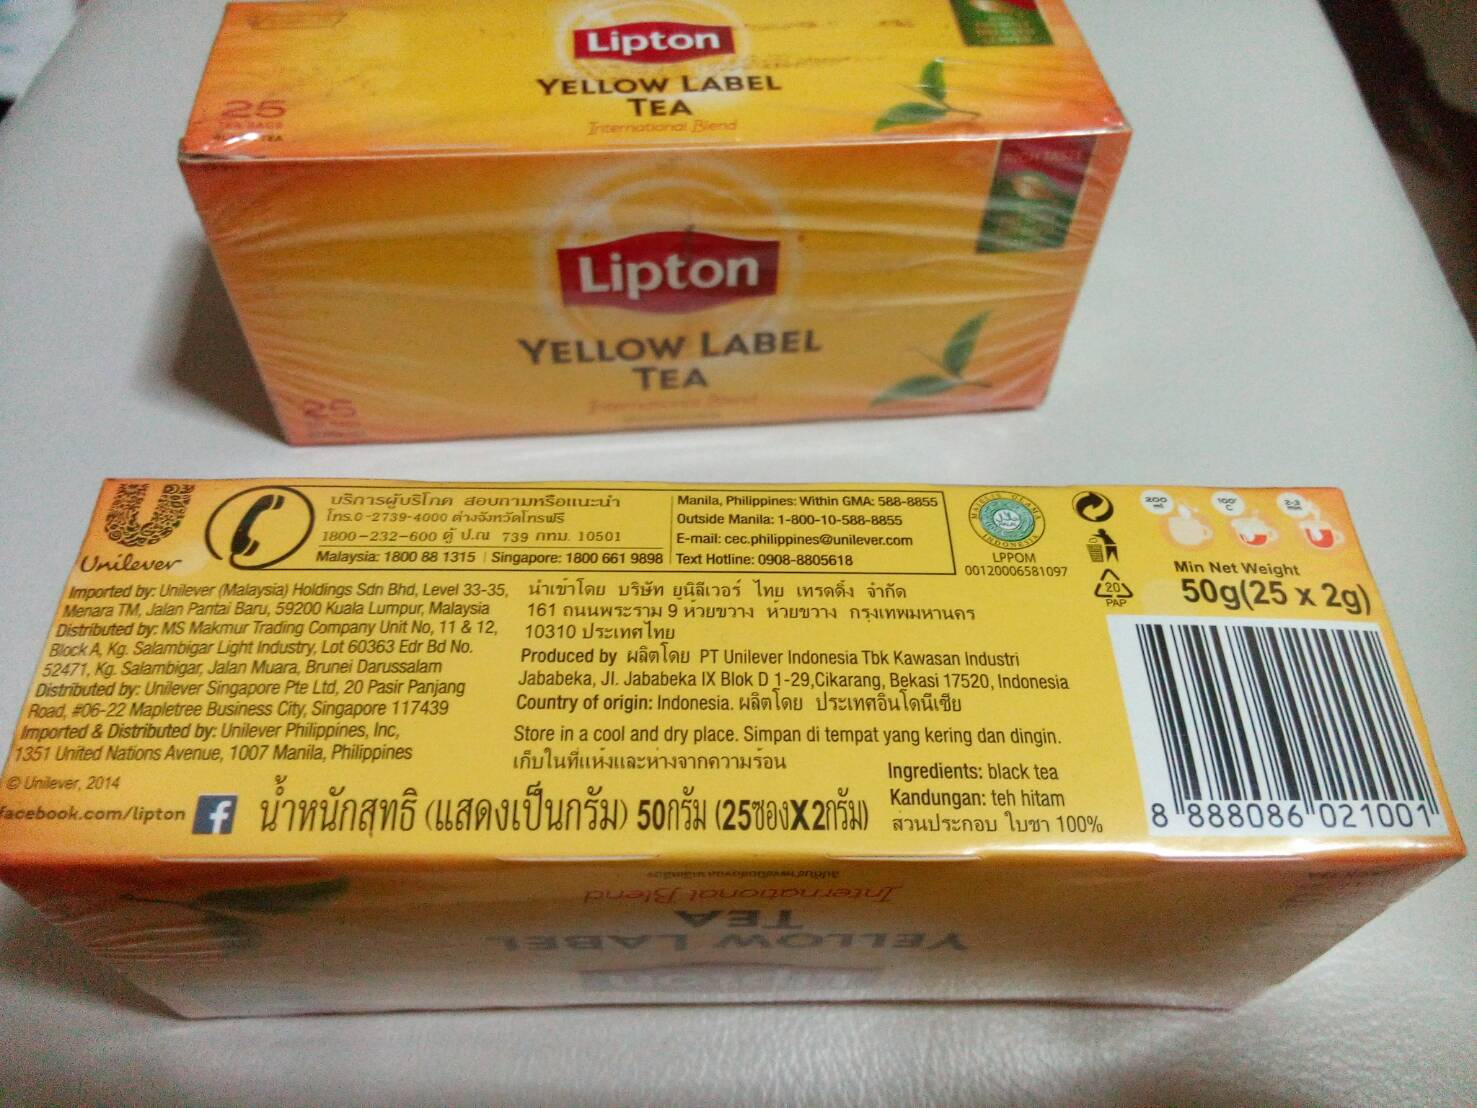 Lipton
YELLOW LABEL
TEA
International Blend
25
Lipton
YELLOW LABEL
TEA
International Blend
25
Unilever
บริการผู้บริโภค สอบถามหรือแนะนำ
โทร.0-2739-4000 ต่างจังหวัดโทรฟรี
1800-232-600 ตู้ ป.ณ 739 กทม. 10501
Malaysia: 1800 88 1315 | Singapore: 1800 661 9898
Manila, Philippines: Within GMA: 588-8855
Outside Manila: 1-800-10-588-8855
E-mail: cec.philippines@unilever.com
Text Hotline: 0908-8805618
MAJELIS ULAMA INDONESIA
LPPOM
00120006581097
20
PAP
200 ml
100° C
2-3 min
Min Net Weight
50g(25 x 2g)
Imported by: Unilever (Malaysia) Holdings Sdn Bhd, Level 33-35,
Menara TM, Jalan Pantai Baru, 59200 Kuala Lumpur, Malaysia
Distributed by: MS Makmur Trading Company Unit No, 11 & 12,
Block A, Kg. Salambigar Light Industry, Lot 60363 Edr Bd No.
52471, Kg. Salambigar, Jalan Muara, Brunei Darussalam
Distributed by: Unilever Singapore Pte Ltd, 20 Pasir Panjang
Road, #06-22 Mapletree Business City, Singapore 117439
Imported & Distributed by: Unilever Philippines, Inc,
1351 United Nations Avenue, 1007 Manila, Philippines
© Unilever, 2014
facebook.com/lipton f
นำเข้าโดย บริษัท ยูนิลีเวอร์ ไทย เทรดดิ้ง จำกัด
161 ถนนพระราม 9 ห้วยขวาง ห้วยขวาง กรุงเทพมหานคร
10310 ประเทศไทย
Produced by ผลิตโดย PT Unilever Indonesia Tbk Kawasan Industri
Jababeka, Jl. Jababeka IX Blok D 1-29,Cikarang, Bekasi 17520, Indonesia
Country of origin: Indonesia. ผลิตโดย ประเทศอินโดนีเซีย
Store in a cool and dry place. Simpan di tempat yang kering dan dingin.
เก็บในที่แห้งและห่างจากความร้อน
น้ำหนักสุทธิ (แสดงเป็นกรัม) 50กรัม (25ซองX2กรัม)
Ingredients: black tea
Kandungan: teh hitam
ส่วนประกอบ ใบชา 100%
8 888086 021001
International Blend
TEA
YELLOW LABEL
Lipton